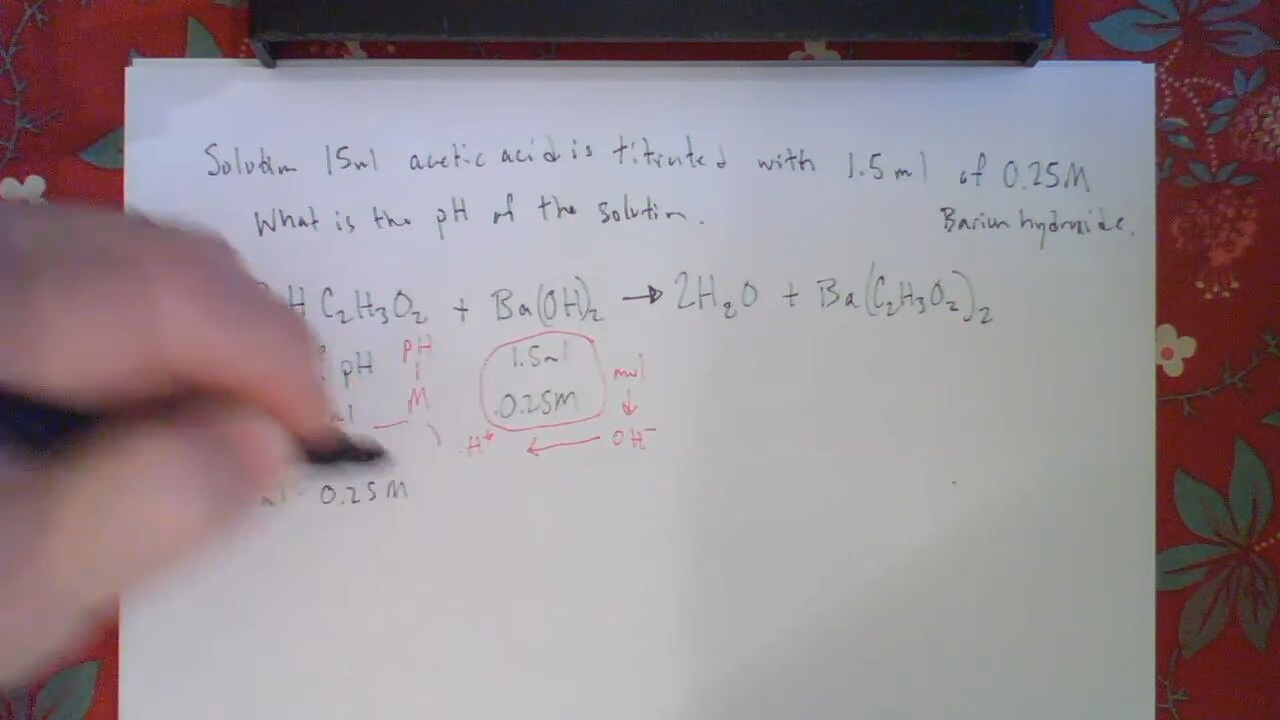 Solution 15ml acetic acid is titrated with 1.5ml of 0.25M
What is the pH of the solution. Barium hydroxide.
H C₂H₃O₂ + Ba(OH)₂ → 2H₂O + Ba(C₂H₃O₂)₂
pH pH 1.5ml mol
M 0.25M
H⁺ ← OH⁻
0.25M